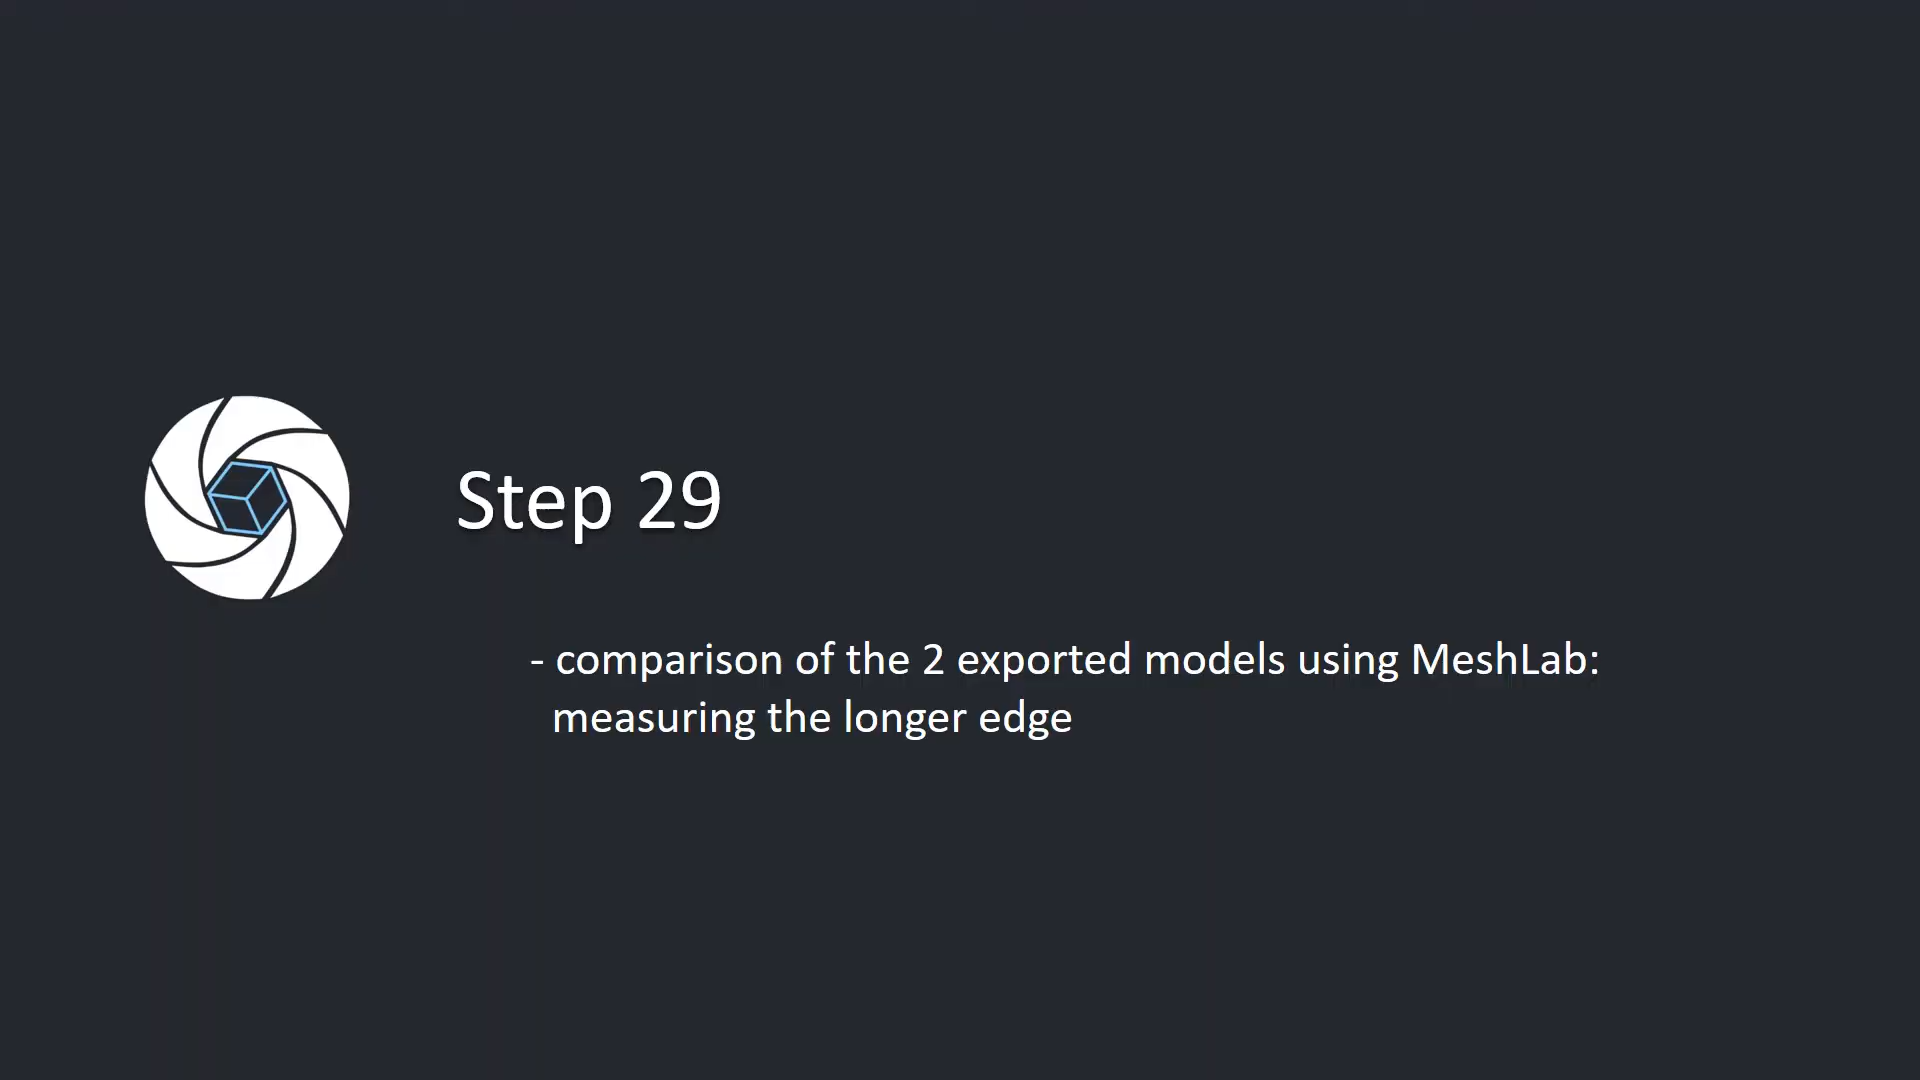 Step 29
- comparison of the 2 exported models using MeshLab:
measuring the longer edge